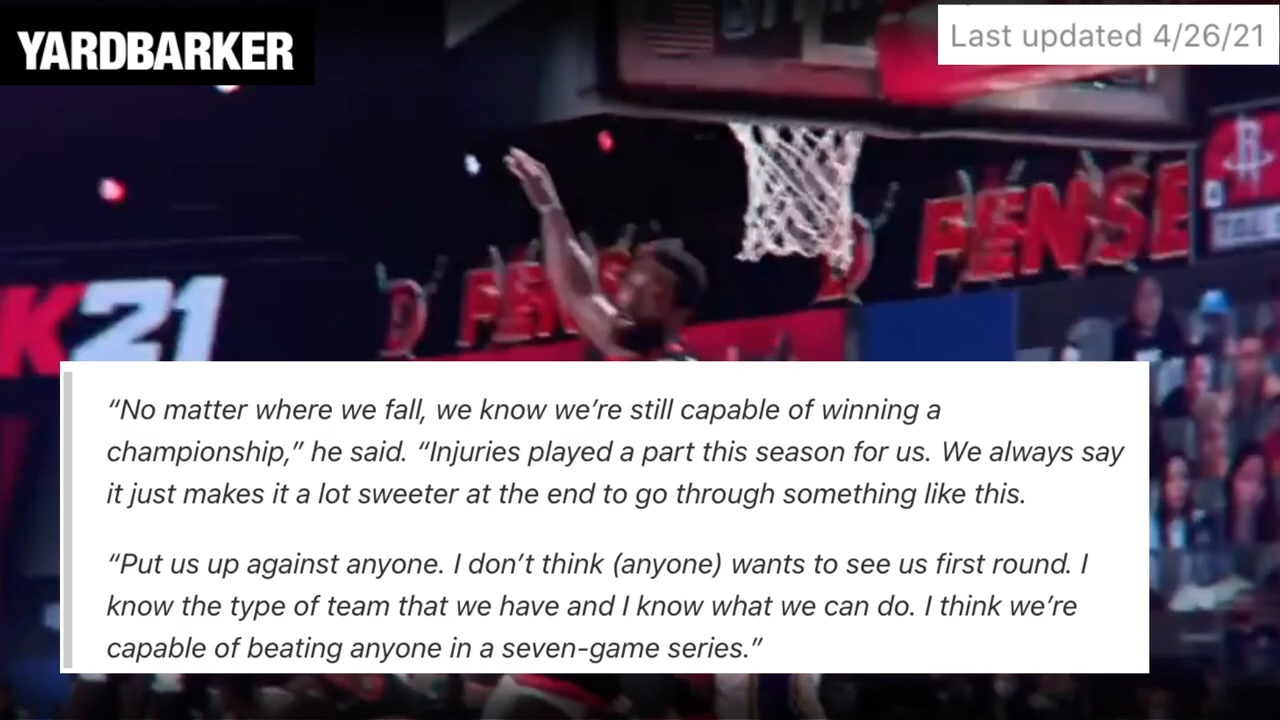 YARDBARKER
Last updated 4/26/21
FENSE
D FEN
K21
“No matter where we fall, we know we’re still capable of winning a
championship,” he said. “Injuries played a part this season for us. We always say
it just makes it a lot sweeter at the end to go through something like this.
“Put us up against anyone. I don’t think (anyone) wants to see us first round. I
know the type of team that we have and I know what we can do. I think we’re
capable of beating anyone in a seven-game series.”